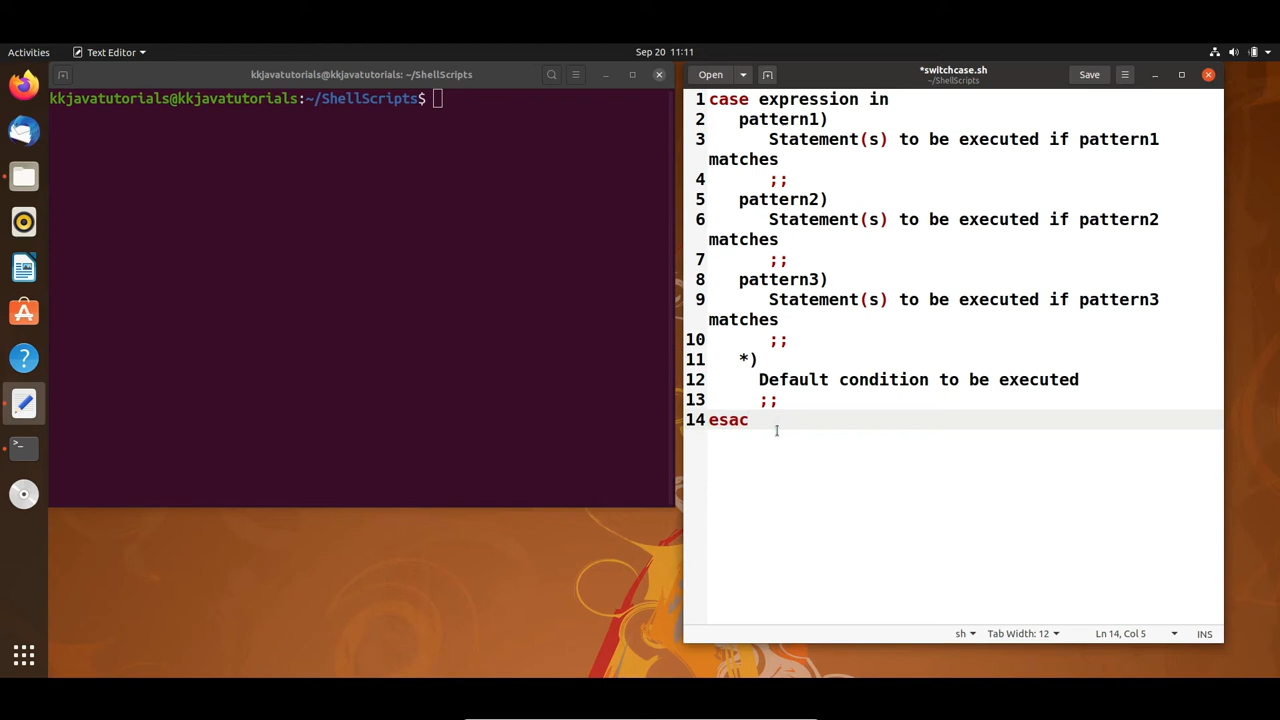 Activities
Text Editor
Sep 20 11:11
kkjavatutorials@kkjavatutorials: ~/ShellScripts
kkjavatutorials@kkjavatutorials:~/ShellScripts$
Open
*switchcase.sh
~/ShellScripts
Save
1 case expression in
2 pattern1)
3 Statement(s) to be executed if pattern1
matches
4 ;;
5 pattern2)
6 Statement(s) to be executed if pattern2
matches
7 ;;
8 pattern3)
9 Statement(s) to be executed if pattern3
matches
10 ;;
11 *)
12 Default condition to be executed
13 ;;
14 esac
sh
Tab Width: 12
Ln 14, Col 5
INS